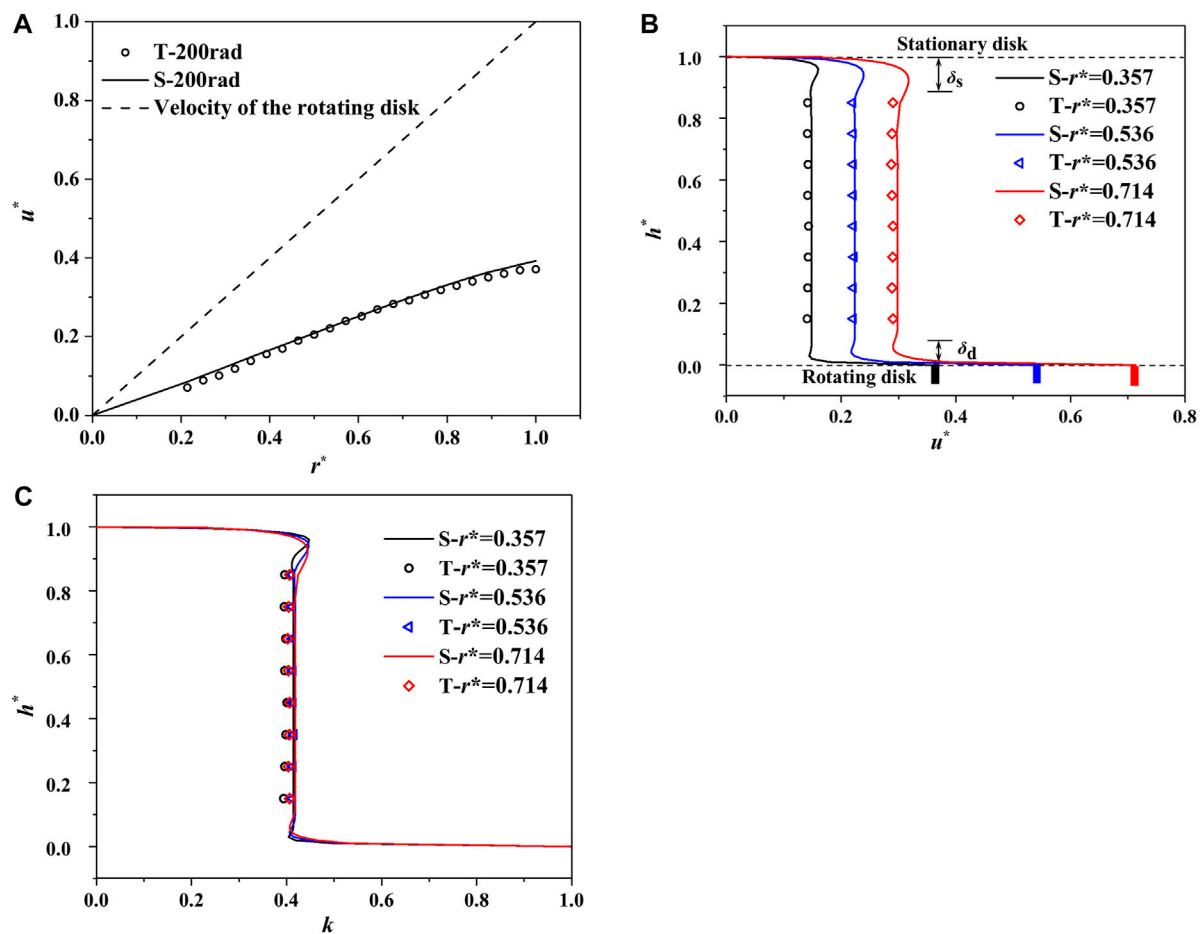 A
1.0
0.8
0.6
0.4
0.2
0.0
u*
T-200rad
S-200rad
Velocity of the rotating disk
0.0 0.2 0.4 0.6 0.8 1.0
r*
B
1.0
0.8
0.6
0.4
0.2
0.0
h*
Stationary disk
δs
S-r*=0.357
T-r*=0.357
S-r*=0.536
T-r*=0.536
S-r*=0.714
T-r*=0.714
δd
Rotating disk
0.0 0.2 0.4 0.6 0.8
u*
C
1.0
0.8
0.6
0.4
0.2
0.0
h*
S-r*=0.357
T-r*=0.357
S-r*=0.536
T-r*=0.536
S-r*=0.714
T-r*=0.714
0.0 0.2 0.4 0.6 0.8 1.0
k